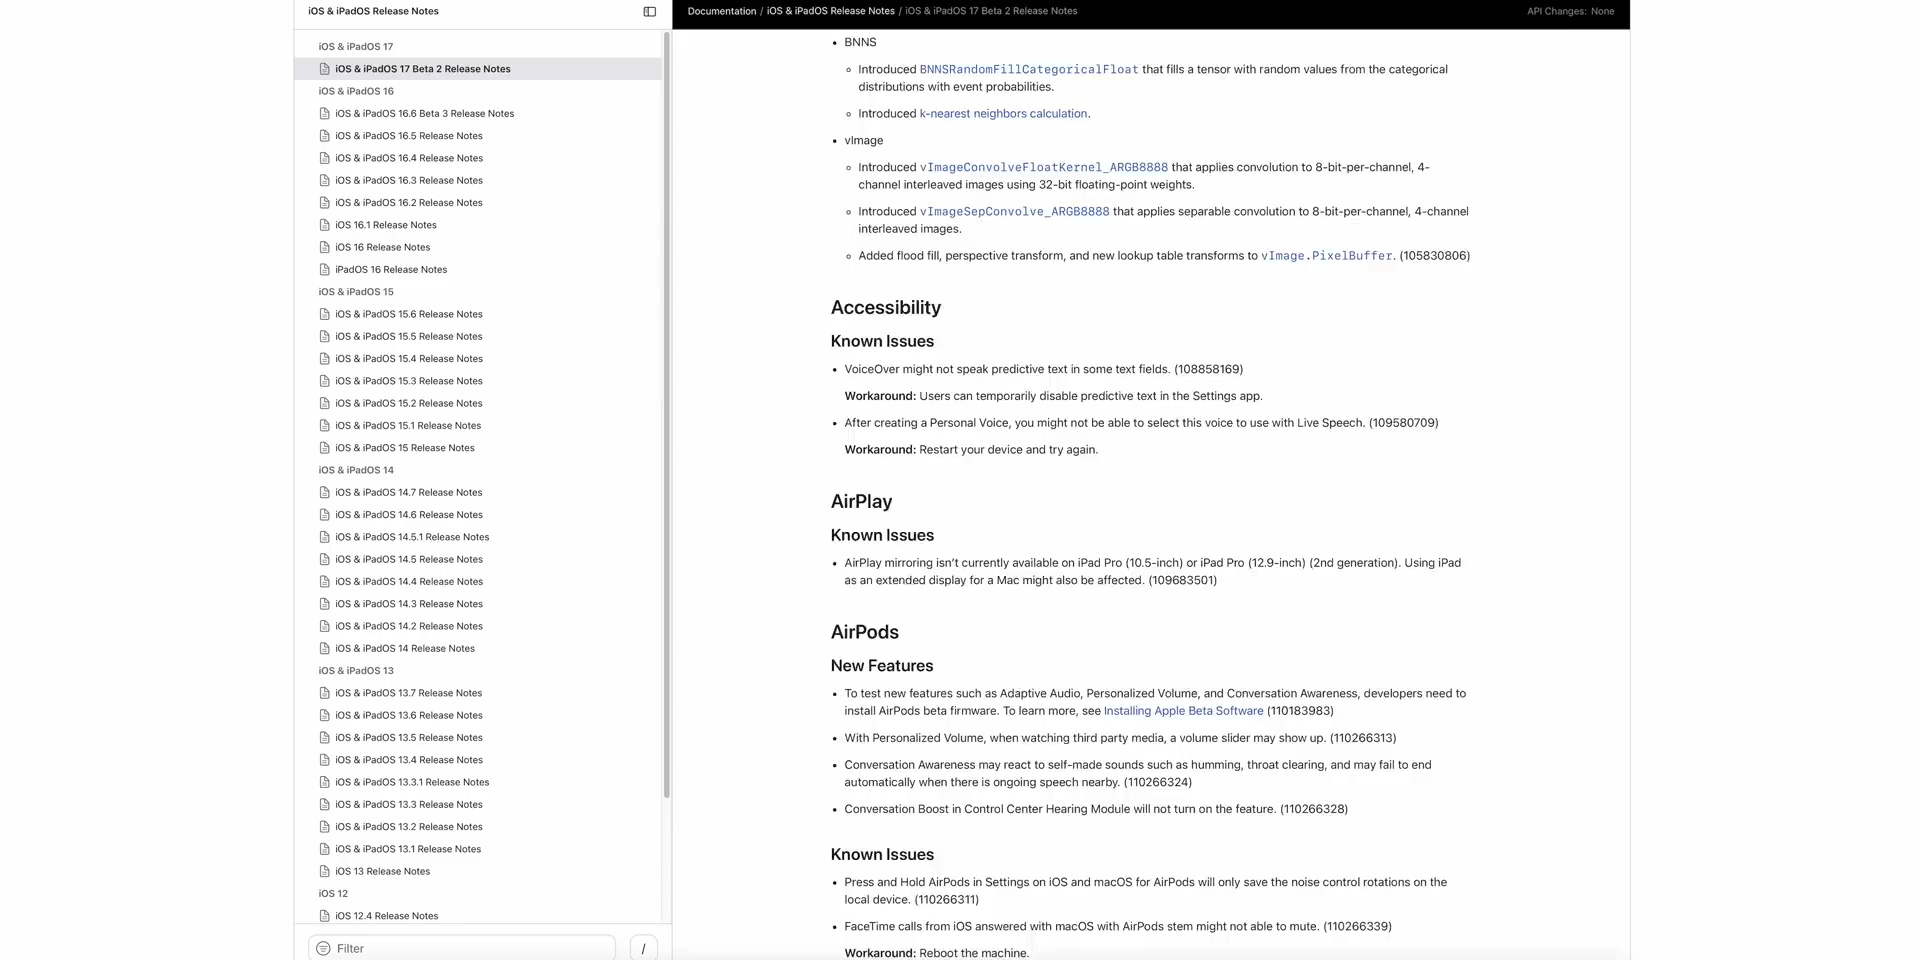 iOS & iPadOS Release Notes
iOS & iPadOS 17
iOS & iPadOS 17 Beta 2 Release Notes
iOS & iPadOS 16
iOS & iPadOS 16.6 Beta 3 Release Notes
iOS & iPadOS 16.5 Release Notes
iOS & iPadOS 16.4 Release Notes
iOS & iPadOS 16.3 Release Notes
iOS & iPadOS 16.2 Release Notes
iOS 16.1 Release Notes
iOS 16 Release Notes
iPadOS 16 Release Notes
iOS & iPadOS 15
iOS & iPadOS 15.6 Release Notes
iOS & iPadOS 15.5 Release Notes
iOS & iPadOS 15.4 Release Notes
iOS & iPadOS 15.3 Release Notes
iOS & iPadOS 15.2 Release Notes
iOS & iPadOS 15.1 Release Notes
iOS & iPadOS 15 Release Notes
iOS & iPadOS 14
iOS & iPadOS 14.7 Release Notes
iOS & iPadOS 14.6 Release Notes
iOS & iPadOS 14.5.1 Release Notes
iOS & iPadOS 14.5 Release Notes
iOS & iPadOS 14.4 Release Notes
iOS & iPadOS 14.3 Release Notes
iOS & iPadOS 14.2 Release Notes
iOS & iPadOS 14 Release Notes
iOS & iPadOS 13
iOS & iPadOS 13.7 Release Notes
iOS & iPadOS 13.6 Release Notes
iOS & iPadOS 13.5 Release Notes
iOS & iPadOS 13.4 Release Notes
iOS & iPadOS 13.3.1 Release Notes
iOS & iPadOS 13.3 Release Notes
iOS & iPadOS 13.2 Release Notes
iOS & iPadOS 13.1 Release Notes
iOS 13 Release Notes
iOS 12
iOS 12.4 Release Notes
Filter
/
Documentation / iOS & iPadOS Release Notes / iOS & iPadOS 17 Beta 2 Release Notes
API Changes: None
• BNNS
◦ Introduced BNNSRandomFillCategoricalFloat that fills a tensor with random values from the categorical
distributions with event probabilities.
◦ Introduced k-nearest neighbors calculation.
• vImage
◦ Introduced vImageConvolveFloatKernel_ARGB8888 that applies convolution to 8-bit-per-channel, 4-
channel interleaved images using 32-bit floating-point weights.
◦ Introduced vImageSepConvolve_ARGB8888 that applies separable convolution to 8-bit-per-channel, 4-channel
interleaved images.
◦ Added flood fill, perspective transform, and new lookup table transforms to vImage.PixelBuffer. (105830806)
Accessibility
Known Issues
• VoiceOver might not speak predictive text in some text fields. (108858169)
Workaround: Users can temporarily disable predictive text in the Settings app.
• After creating a Personal Voice, you might not be able to select this voice to use with Live Speech. (109580709)
Workaround: Restart your device and try again.
AirPlay
Known Issues
• AirPlay mirroring isn't currently available on iPad Pro (10.5-inch) or iPad Pro (12.9-inch) (2nd generation). Using iPad
as an extended display for a Mac might also be affected. (109683501)
AirPods
New Features
• To test new features such as Adaptive Audio, Personalized Volume, and Conversation Awareness, developers need to
install AirPods beta firmware. To learn more, see Installing Apple Beta Software (110183983)
• With Personalized Volume, when watching third party media, a volume slider may show up. (110266313)
• Conversation Awareness may react to self-made sounds such as humming, throat clearing, and may fail to end
automatically when there is ongoing speech nearby. (110266324)
• Conversation Boost in Control Center Hearing Module will not turn on the feature. (110266328)
Known Issues
• Press and Hold AirPods in Settings on iOS and macOS for AirPods will only save the noise control rotations on the
local device. (110266311)
• FaceTime calls from iOS answered with macOS with AirPods stem might not able to mute. (110266339)
Workaround: Reboot the machine.